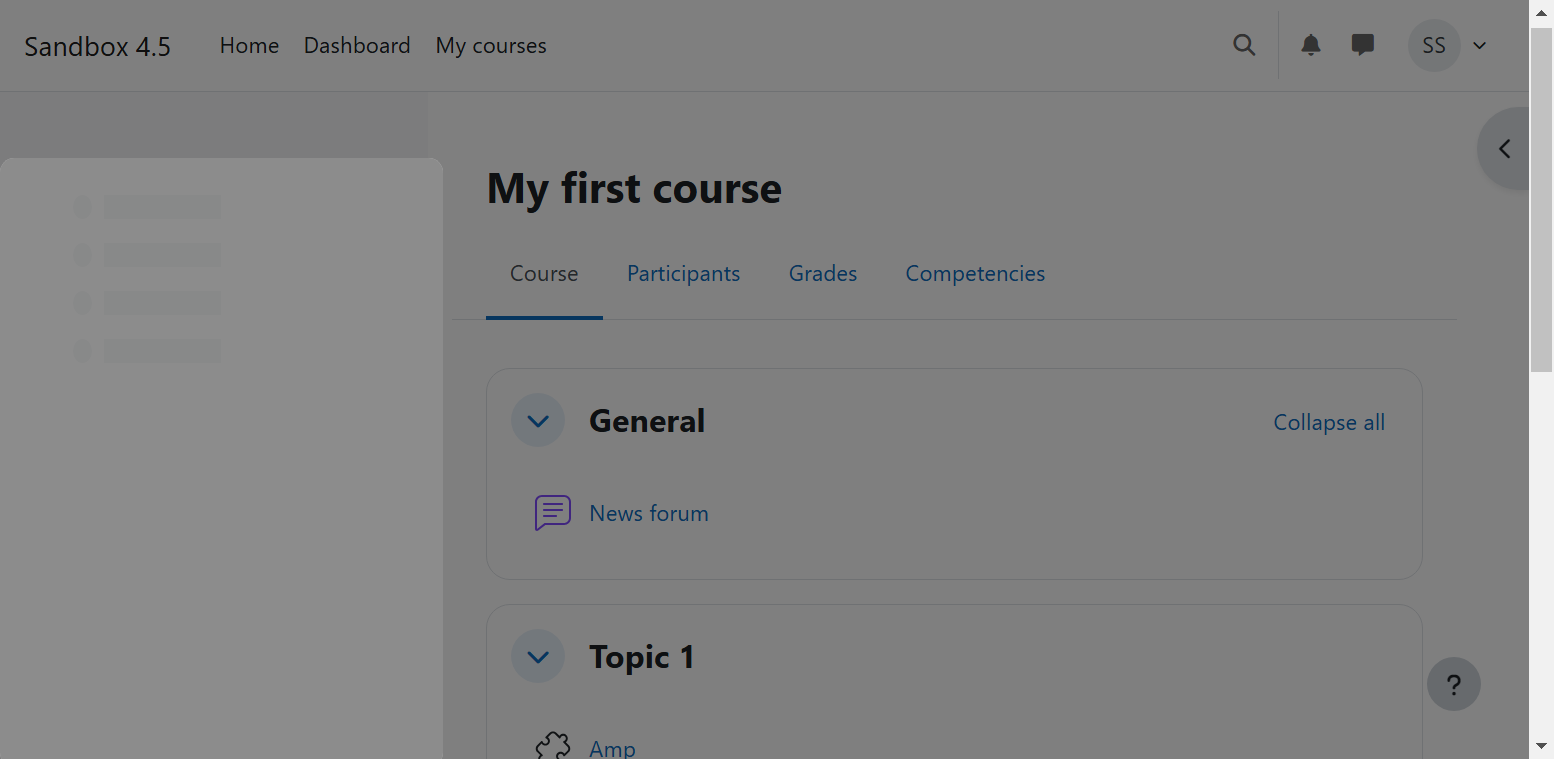 Sandbox 4.5 Home Dashboard My courses SS
My first course
Course Participants Grades Competencies
General Collapse all
News forum
Topic 1
?
Amp